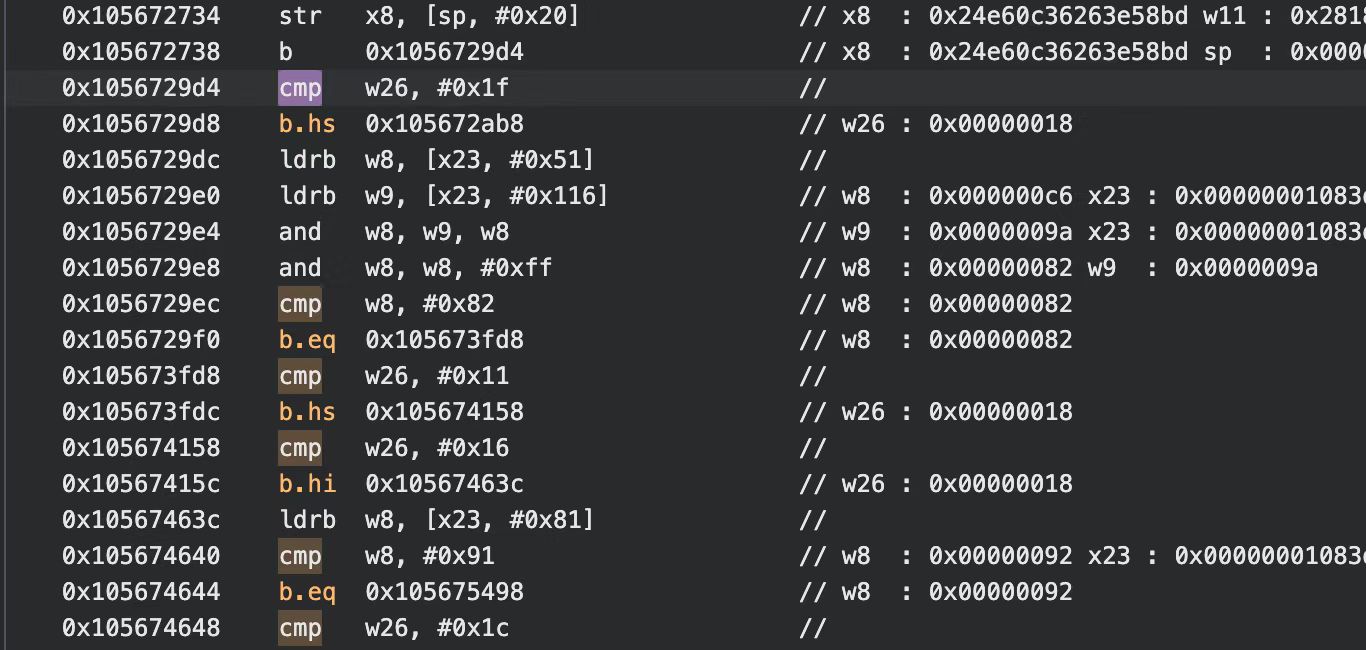 0x105672734 str x8, [sp, #0x20] // x8 : 0x24e60c36263e58bd w11 : 0x2818
0x105672738 b 0x1056729d4 // x8 : 0x24e60c36263e58bd sp : 0x0000
0x1056729d4 cmp w26, #0x1f //
0x1056729d8 b.hs 0x105672ab8 // w26 : 0x00000018
0x1056729dc ldrb w8, [x23, #0x51] //
0x1056729e0 ldrb w9, [x23, #0x116] // w8 : 0x000000c6 x23 : 0x00000001083c
0x1056729e4 and w8, w9, w8 // w9 : 0x0000009a x23 : 0x00000001083c
0x1056729e8 and w8, w8, #0xff // w8 : 0x00000082 w9 : 0x0000009a
0x1056729ec cmp w8, #0x82 // w8 : 0x00000082
0x1056729f0 b.eq 0x105673fd8 // w8 : 0x00000082
0x105673fd8 cmp w26, #0x11 //
0x105673fdc b.hs 0x105674158 // w26 : 0x00000018
0x105674158 cmp w26, #0x16 //
0x10567415c b.hi 0x10567463c // w26 : 0x00000018
0x10567463c ldrb w8, [x23, #0x81] //
0x105674640 cmp w8, #0x91 // w8 : 0x00000092 x23 : 0x00000001083c
0x105674644 b.eq 0x105675498 // w8 : 0x00000092
0x105674648 cmp w26, #0x1c //